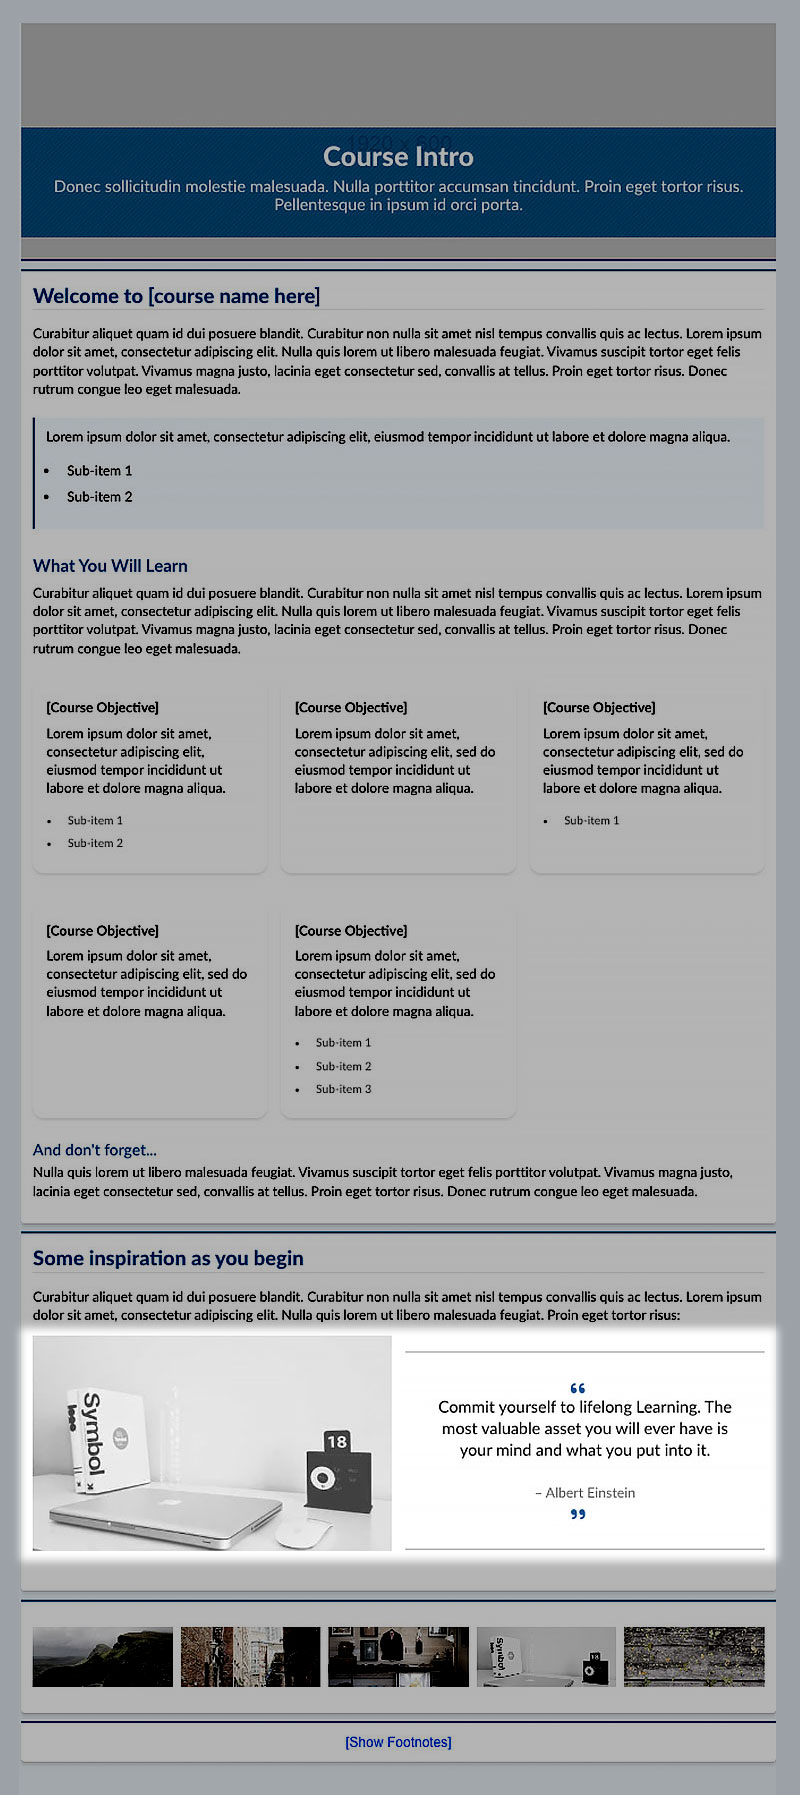 Course Intro
Donec sollicitudin molestie malesuada. Nulla porttitor accumsan tincidunt. Proin eget tortor risus.
Pellentesque in ipsum id orci porta.
Welcome to [course name here]
Curabitur aliquet quam id dui posuere blandit. Curabitur non nulla sit amet nisl tempus convallis quis ac lectus. Lorem ipsum
dolor sit amet, consectetur adipiscing elit. Nulla quis lorem ut libero malesuada feugiat. Vivamus suscipit tortor eget felis
porttitor volutpat. Vivamus magna justo, lacinia eget consectetur sed, convallis at tellus. Proin eget tortor risus. Donec
rutrum congue leo eget malesuada.
Lorem ipsum dolor sit amet, consectetur adipiscing elit, eiusmod tempor incididunt ut labore et dolore magna aliqua.
• Sub-item 1
• Sub-item 2
What You Will Learn
Curabitur aliquet quam id dui posuere blandit. Curabitur non nulla sit amet nisl tempus convallis quis ac lectus. Lorem ipsum
dolor sit amet, consectetur adipiscing elit. Nulla quis lorem ut libero malesuada feugiat. Vivamus suscipit tortor eget felis
porttitor volutpat. Vivamus magna justo, lacinia eget consectetur sed, convallis at tellus. Proin eget tortor risus. Donec
rutrum congue leo eget malesuada.
[Course Objective]
Lorem ipsum dolor sit amet,
consectetur adipiscing elit,
eiusmod tempor incididunt ut
labore et dolore magna aliqua.
• Sub-item 1
• Sub-item 2
[Course Objective]
Lorem ipsum dolor sit amet,
consectetur adipiscing elit, sed do
eiusmod tempor incididunt ut
labore et dolore magna aliqua.
[Course Objective]
Lorem ipsum dolor sit amet,
consectetur adipiscing elit, sed do
eiusmod tempor incididunt ut
labore et dolore magna aliqua.
• Sub-item 1
[Course Objective]
Lorem ipsum dolor sit amet,
consectetur adipiscing elit, sed do
eiusmod tempor incididunt ut
labore et dolore magna aliqua.
[Course Objective]
Lorem ipsum dolor sit amet,
consectetur adipiscing elit, sed do
eiusmod tempor incididunt ut
labore et dolore magna aliqua.
• Sub-item 1
• Sub-item 2
• Sub-item 3
And don't forget...
Nulla quis lorem ut libero malesuada feugiat. Vivamus suscipit tortor eget felis porttitor volutpat. Vivamus magna justo,
lacinia eget consectetur sed, convallis at tellus. Proin eget tortor risus. Donec rutrum congue leo eget malesuada.
Some inspiration as you begin
Curabitur aliquet quam id dui posuere blandit. Curabitur non nulla sit amet nisl tempus convallis quis ac lectus. Lorem ipsum
dolor sit amet, consectetur adipiscing elit. Nulla quis lorem ut libero malesuada feugiat. Proin eget tortor risus:
Symbol
logo
18
“
Commit yourself to lifelong Learning. The
most valuable asset you will ever have is
your mind and what you put into it.
– Albert Einstein
”
Symbol
18
[Show Footnotes]